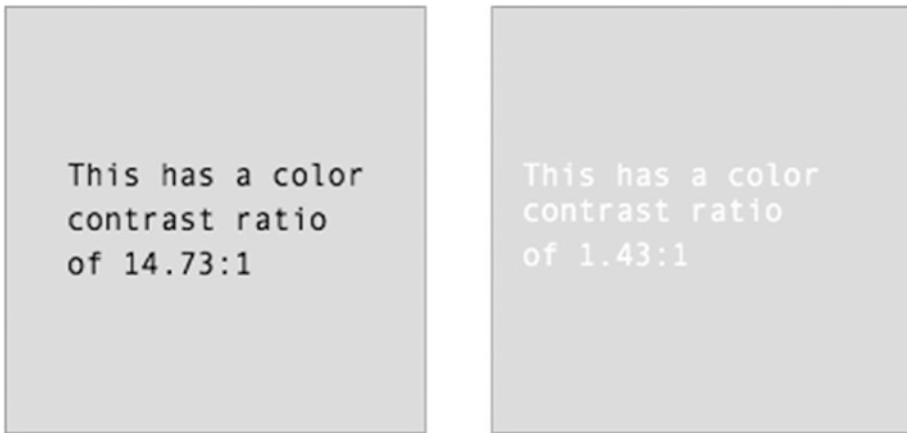 This has a color
contrast ratio
of 14.73:1
This has a color
contrast ratio
of 1.43:1